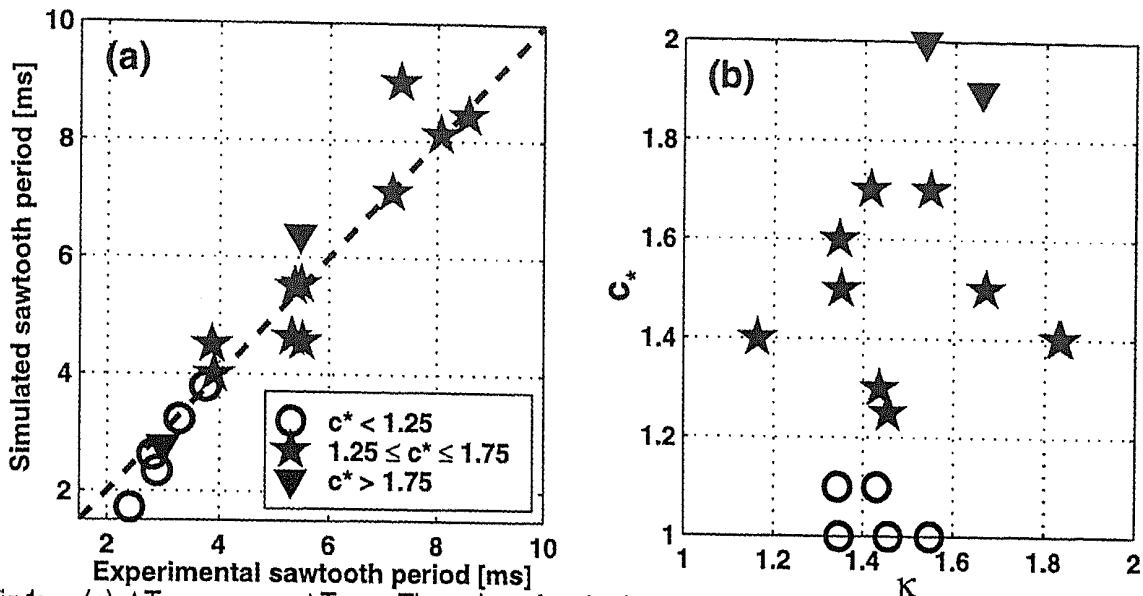 (a)
Simulated sawtooth period [ms]
10
8
6
4
2
2 4 6 8 10
Experimental sawtooth period [ms]
c* < 1.25
1.25 ≤ c* ≤ 1.75
c* > 1.75
(b)
c*
2
1.8
1.6
1.4
1.2
1
1 1.2 1.4 1.6 1.8 2
κ